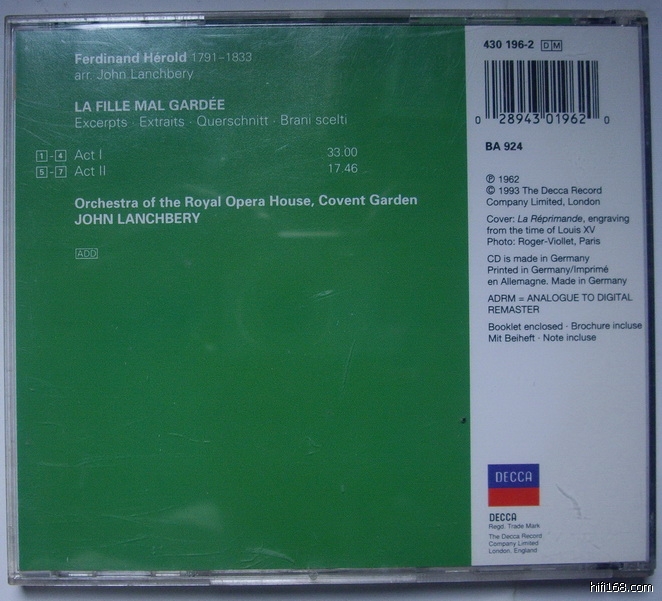 Ferdinand Hérold 1791–1833
arr. John Lanchbery
LA FILLE MAL GARDÉE
Excerpts · Extraits · Querschnitt · Brani scelti
1 - 4 Act I 33.00
5 - 7 Act II 17.46
Orchestra of the Royal Opera House, Covent Garden
JOHN LANCHBERY
ADD
430 196-2 DM
0 28943 01962 0
BA 924
℗ 1962
© 1993 The Decca Record
Company Limited, London
Cover: La Réprimande, engraving
from the time of Louis XV
Photo: Roger-Viollet, Paris
CD is made in Germany
Printed in Germany/Imprimé
en Allemagne. Made in Germany
ADRM = ANALOGUE TO DIGITAL
REMASTER
Booklet enclosed · Brochure incluse
Mit Beiheft · Note incluse
DECCA
DECCA
Regd. Trade Mark
The Decca Record
Company Limited
London. England
hifi168.com